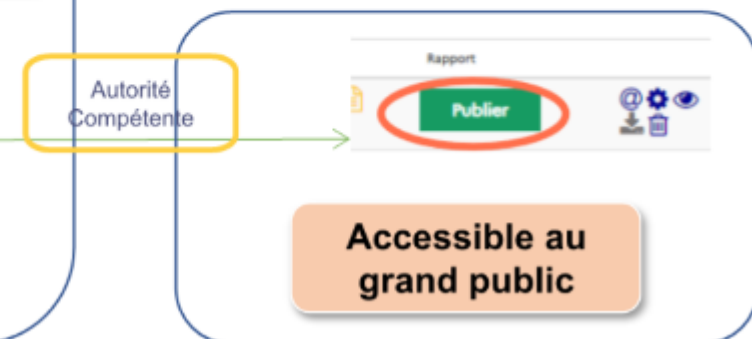 Rapport
Autorité
Compétente
Publier
Accessible au
grand public